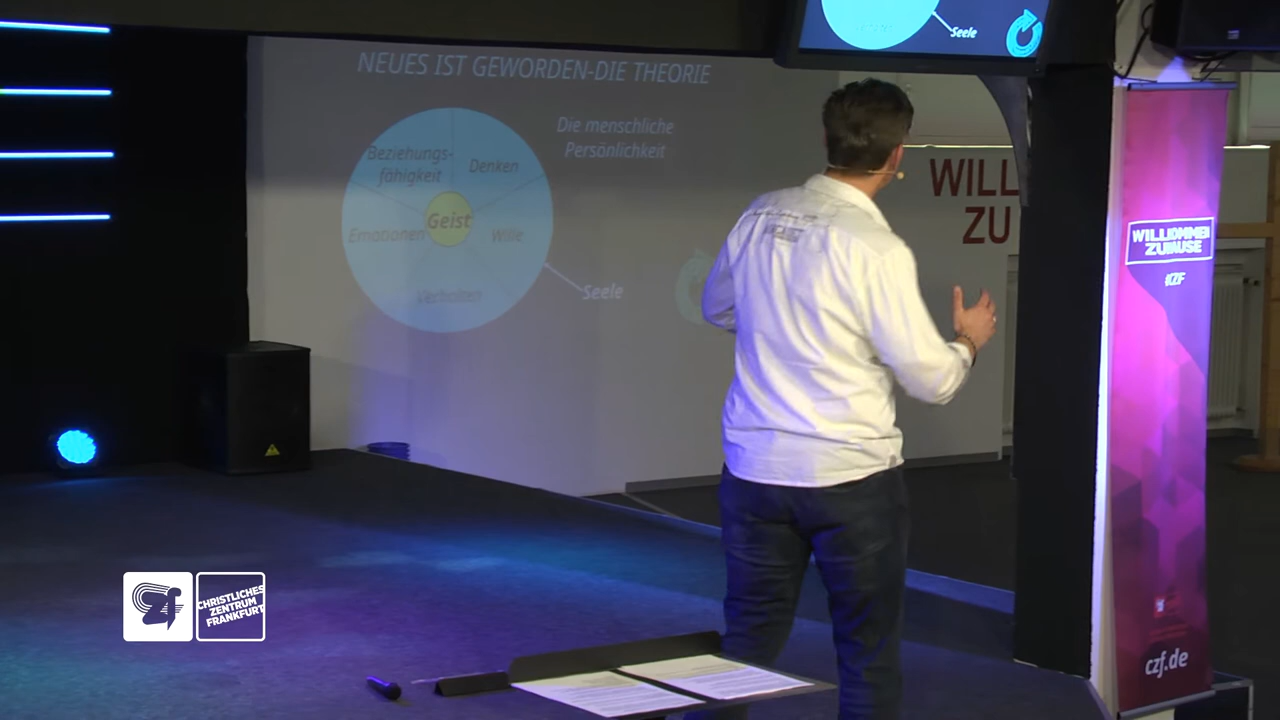 Seele
NEUES IST GEWORDEN-DIE THEORIE
Die menschliche
Persönlichkeit
Beziehungs-
fähigkeit
Denken
Geist
Emotionen
Wille
Verhalten
Seele
WILL
ZU
WILLKOMMEN
ZUHAUSE
#CZF
czf.de
CHRISTLICHES
ZENTRUM
FRANKFURT